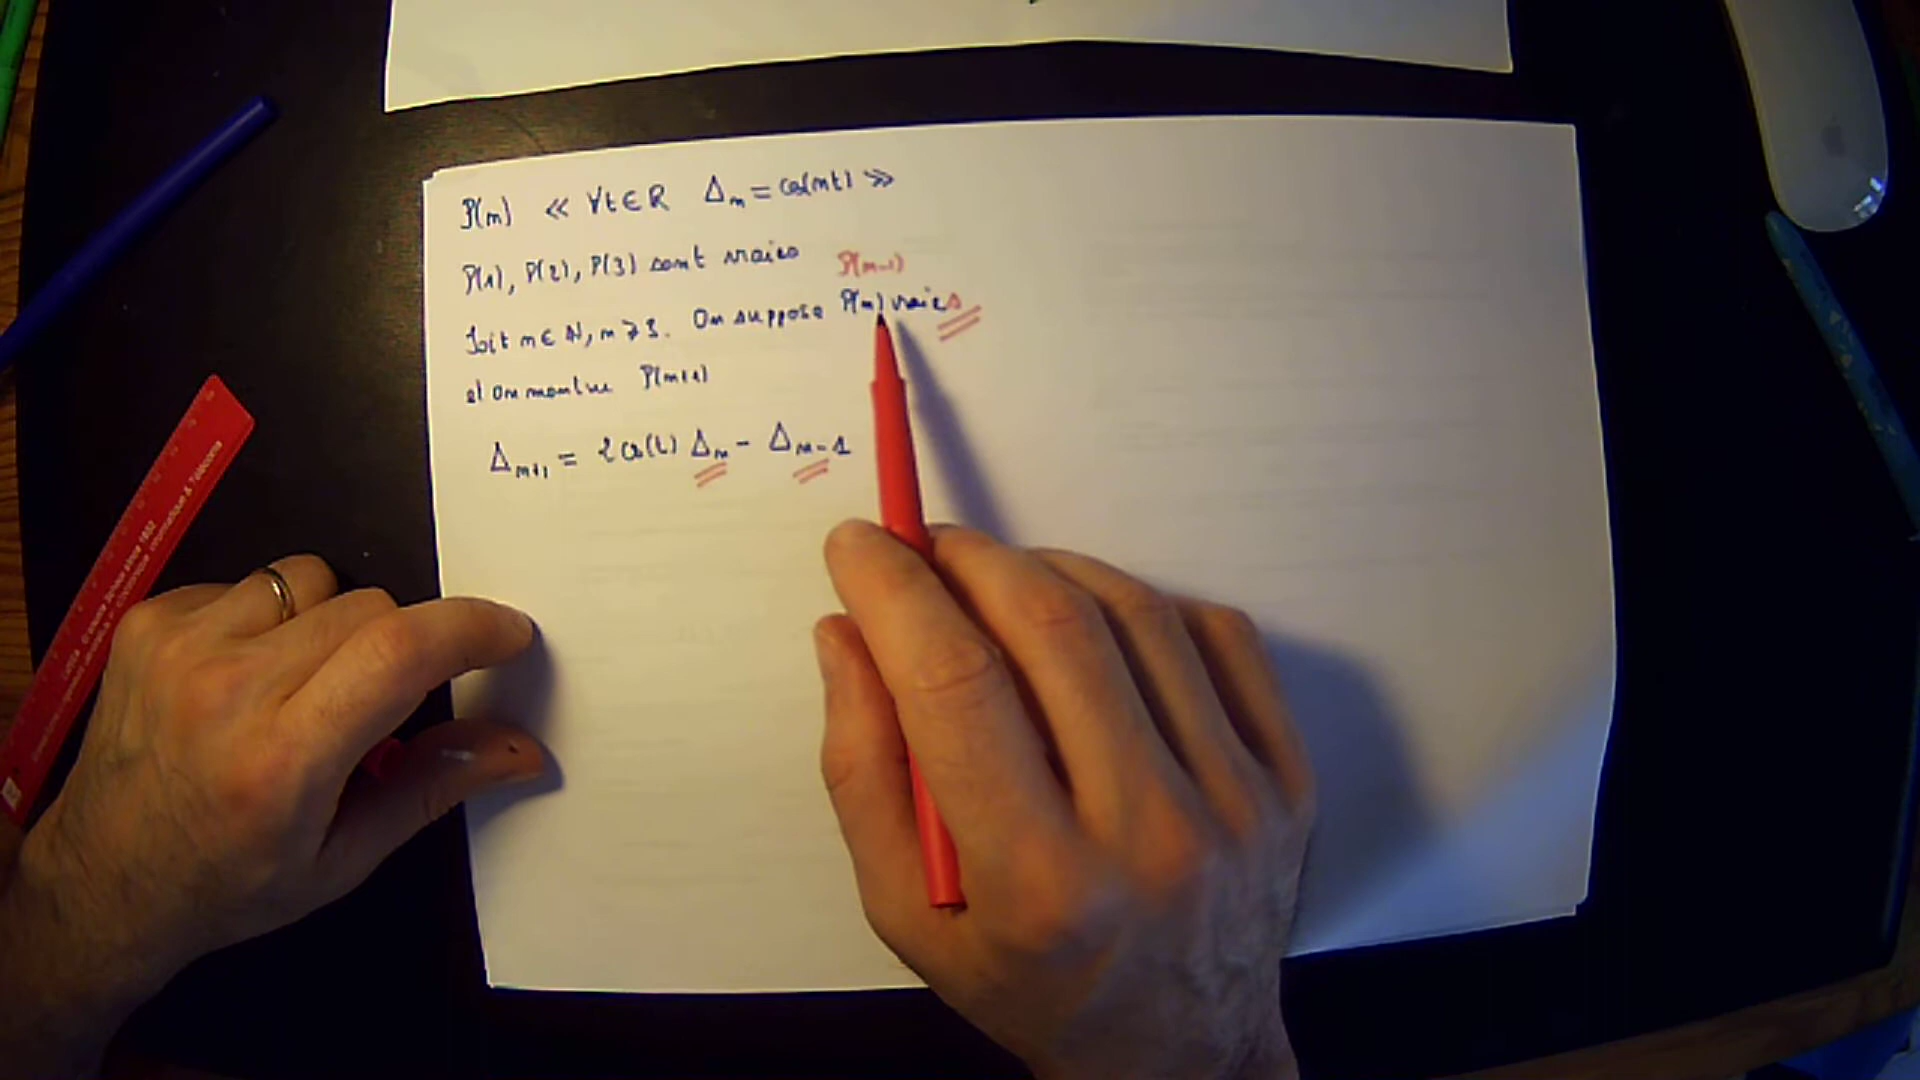 P(n) « ∀t∈R Δn = cos(nt) »
P(1), P(2), P(3) sont vraies
P(n-1)
Soit n ∈ N, n ⩾ 3. On suppose P(n) vraies
et on montre P(n+1)
Δn+1 = 2cos(t) Δn - Δn-1